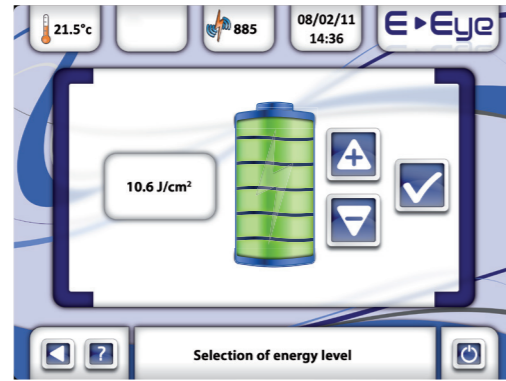 21.5°c
885
08/02/11
14:36
E‣Eye
10.6 J/cm²
+
−
?
Selection of energy level